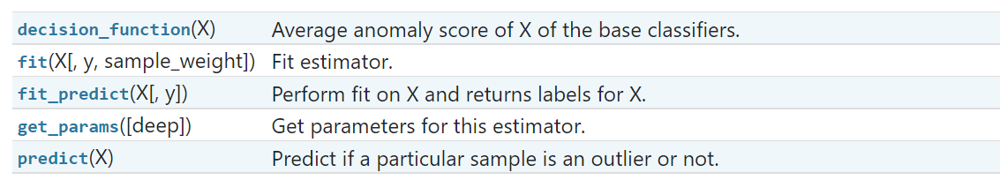 decision_function(X) Average anomaly score of X of the base classifiers.
fit(X[, y, sample_weight]) Fit estimator.
fit_predict(X[, y]) Perform fit on X and returns labels for X.
get_params([deep]) Get parameters for this estimator.
predict(X) Predict if a particular sample is an outlier or not.